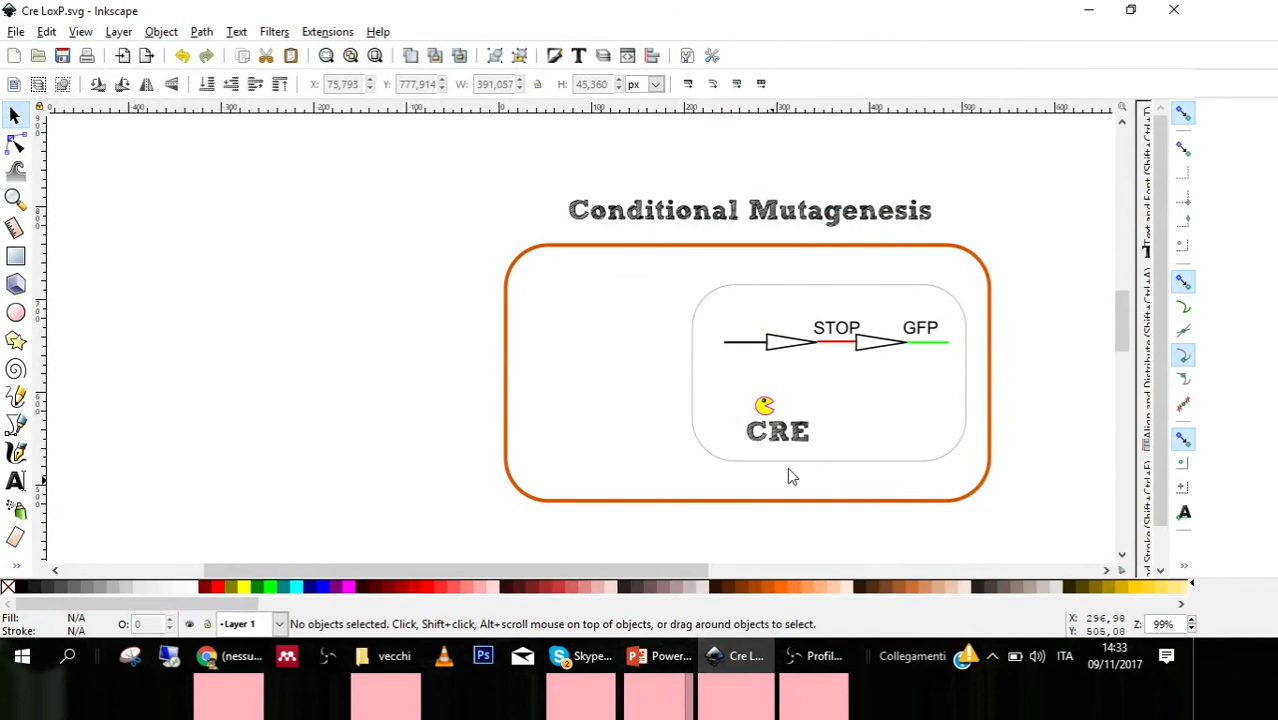 Cre LoxP.svg - Inkscape
File Edit View Layer Object Path Text Filters Extensions Help
X: 75,793 Y: 777,914 W: 391,057 H: 45,360 px
Conditional Mutagenesis
STOP GFP
CRE
Fill: N/A O: 0 Layer 1 No objects selected. Click, Shift+click, Alt+scroll mouse on top of objects, or drag around objects to select. X: 296,98 Z: 99%
Stroke: N/A Y: 505,08
(nessu... vecchi Skype... Power... Cre L... Profil... Collegamenti ITA 14:33
09/11/2017